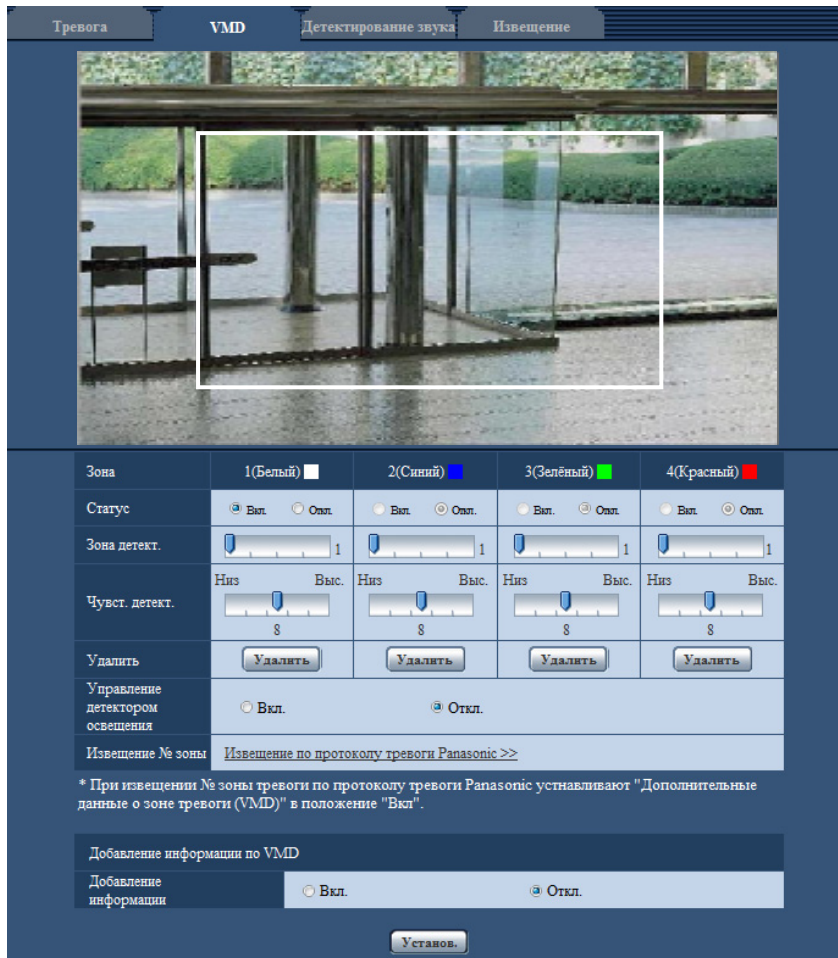 Тревога VMD Детектирование звука Извещение
Зона 1(Белый) 2(Синий) 3(Зелёный) 4(Красный)
Статус Вкл. Откл. Вкл. Откл. Вкл. Откл. Вкл. Откл.
Зона детект. 1 1 1 1
Низ Выс. Низ Выс. Низ Выс. Низ Выс.
Чувст. детект.
8 8 8 8
Удалить Удалить Удалить Удалить Удалить
Управление
детектором
освещения
Вкл. Откл.
Извещение № зоны Извещение по протоколу тревоги Panasonic >>
* При извещении № зоны тревоги по протоколу тревоги Panasonic устнавливают "Дополнительные
данные о зоне тревоги (VMD)" в положение "Вкл".
Добавление информации по VMD
Добавление
информации
Вкл. Откл.
Установ.